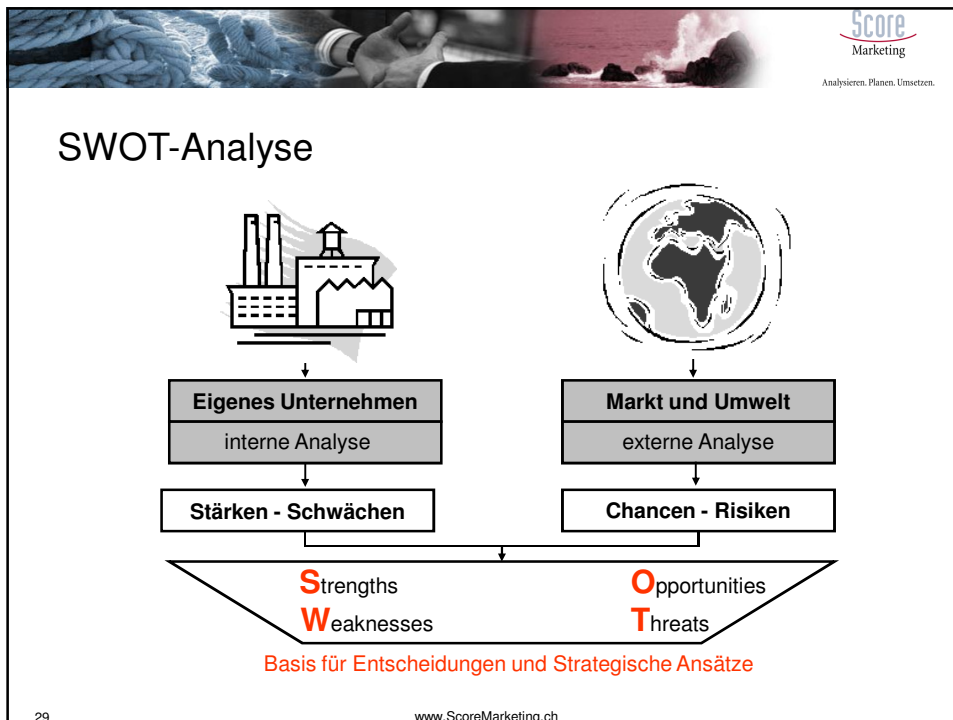 Score
Marketing
Analysieren. Planen. Umsetzen.
SWOT-Analyse
Eigenes Unternehmen
interne Analyse
Markt und Umwelt
externe Analyse
Stärken - Schwächen
Chancen - Risiken
Strengths
Weaknesses
Opportunities
Threats
Basis für Entscheidungen und Strategische Ansätze
29
www.ScoreMarketing.ch